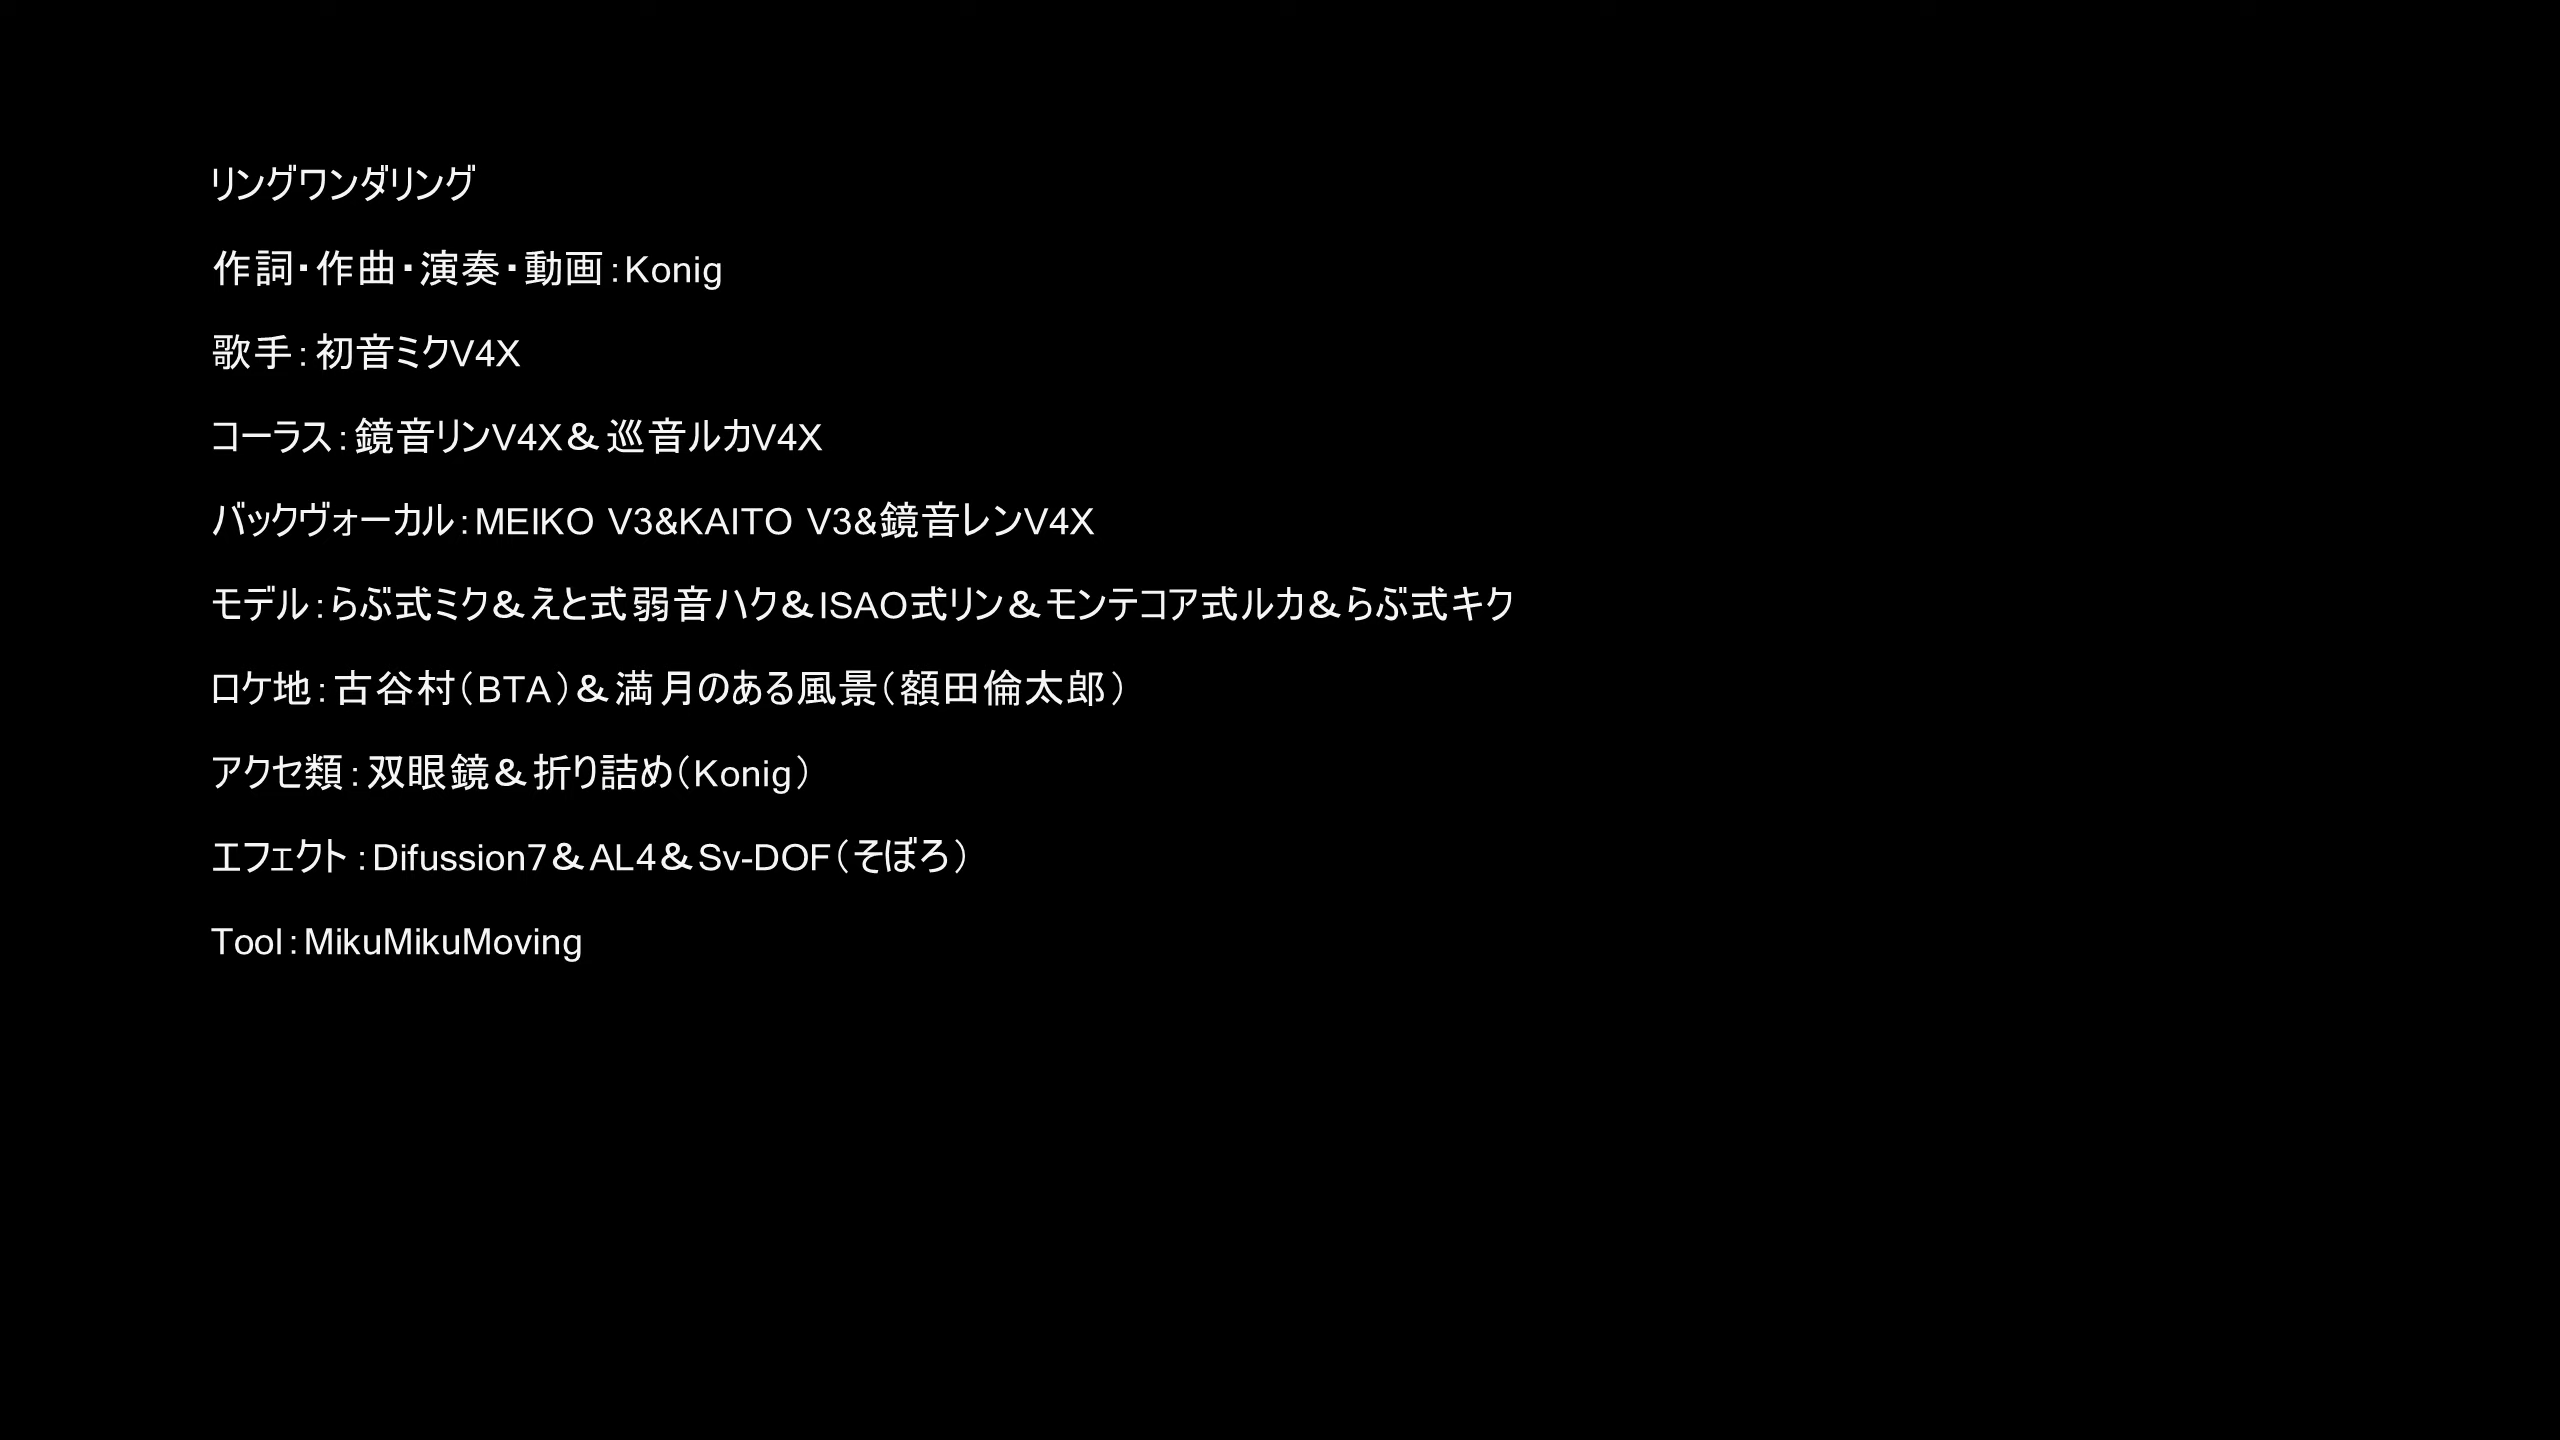 リングワンダリング
作詞・作曲・演奏・動画：Konig
歌手：初音ミクV4X
コーラス：鏡音リンV4X＆巡音ルカV4X
バックヴォーカル：MEIKO V3&KAITO V3&鏡音レンV4X
モデル：らぶ式ミク＆えと式弱音ハク＆ISAO式リン＆モンテコア式ルカ＆らぶ式キク
ロケ地：古谷村（BTA）＆満月のある風景（額田倫太郎）
アクセ類：双眼鏡＆折り詰め（Konig）
エフェクト：Difussion7＆AL4＆Sv-DOF（そぼろ）
Tool：MikuMikuMoving